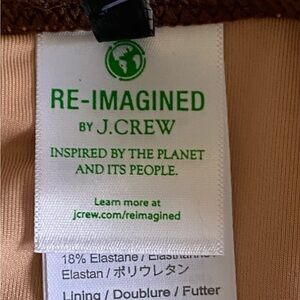 RE-IMAGINED
BY J.CREW
INSPIRED BY THE PLANET
AND ITS PEOPLE.
Learn more at
jcrew.com/reimagined
18% Elastane / Elasthanne /
Elastan / ポリウレタン
Lining / Doublure / Futter